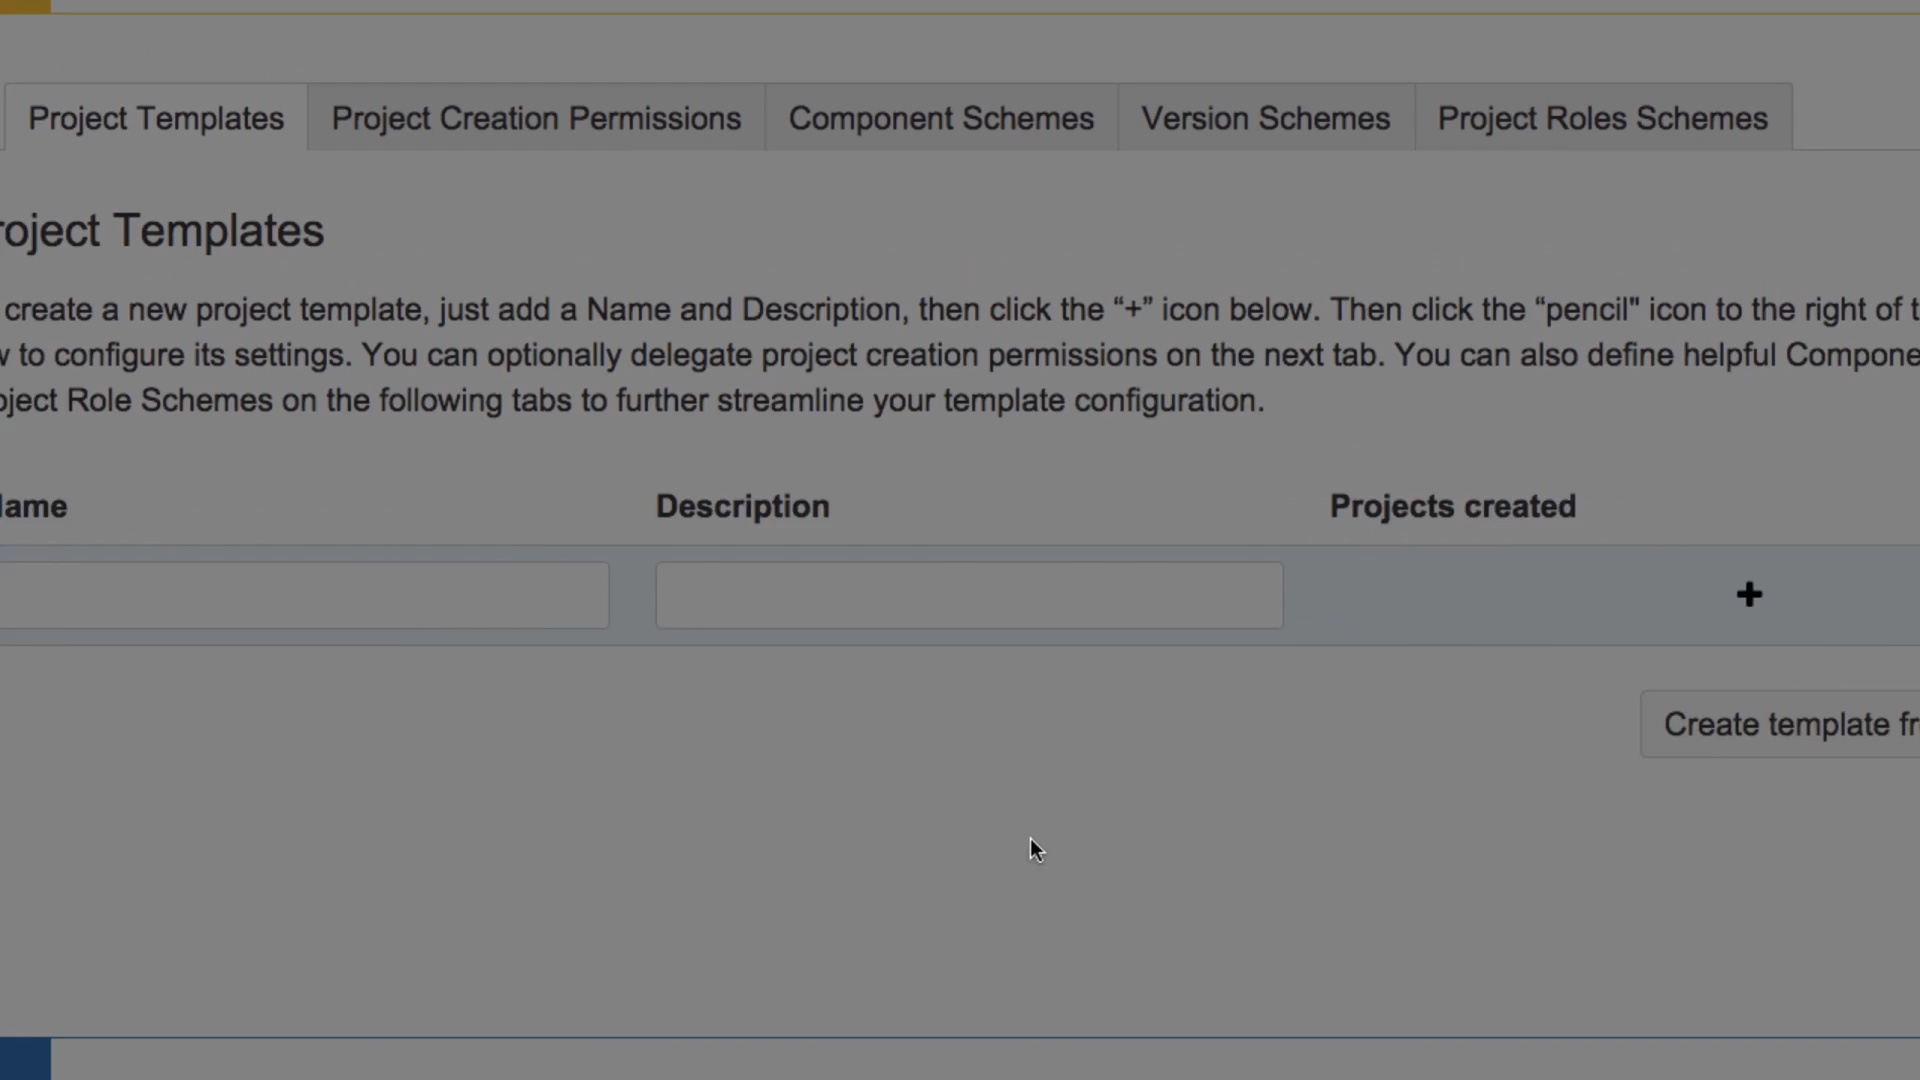 Project Templates Project Creation Permissions Component Schemes Version Schemes Project Roles Schemes
roject Templates
create a new project template, just add a Name and Description, then click the “+” icon below. Then click the “pencil" icon to the right of t
w to configure its settings. You can optionally delegate project creation permissions on the next tab. You can also define helpful Compone
oject Role Schemes on the following tabs to further streamline your template configuration.
ame Description Projects created
Create template fr